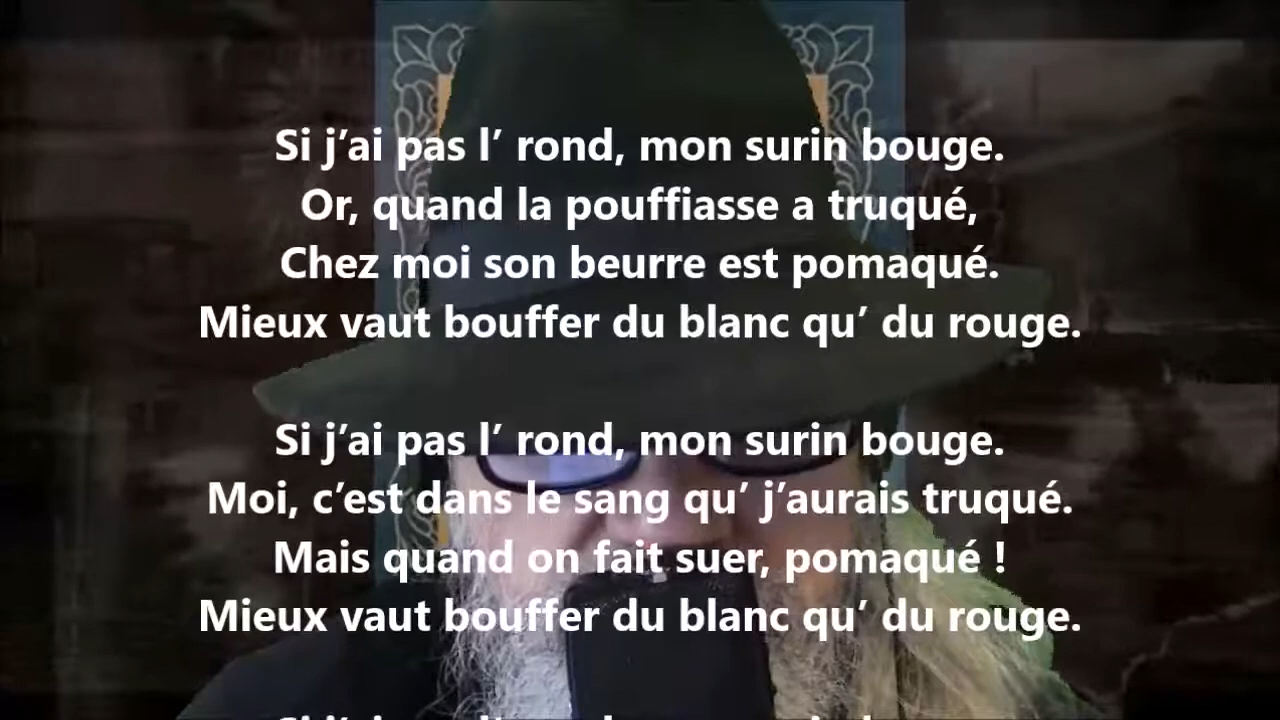 Si j’ai pas l’ rond, mon surin bouge.
Or, quand la pouffiasse a truqué,
Chez moi son beurre est pomaqué.
Mieux vaut bouffer du blanc qu’ du rouge.
Si j’ai pas l’ rond, mon surin bouge.
Moi, c’est dans le sang qu’ j’aurais truqué.
Mais quand on fait suer, pomaqué !
Mieux vaut bouffer du blanc qu’ du rouge.